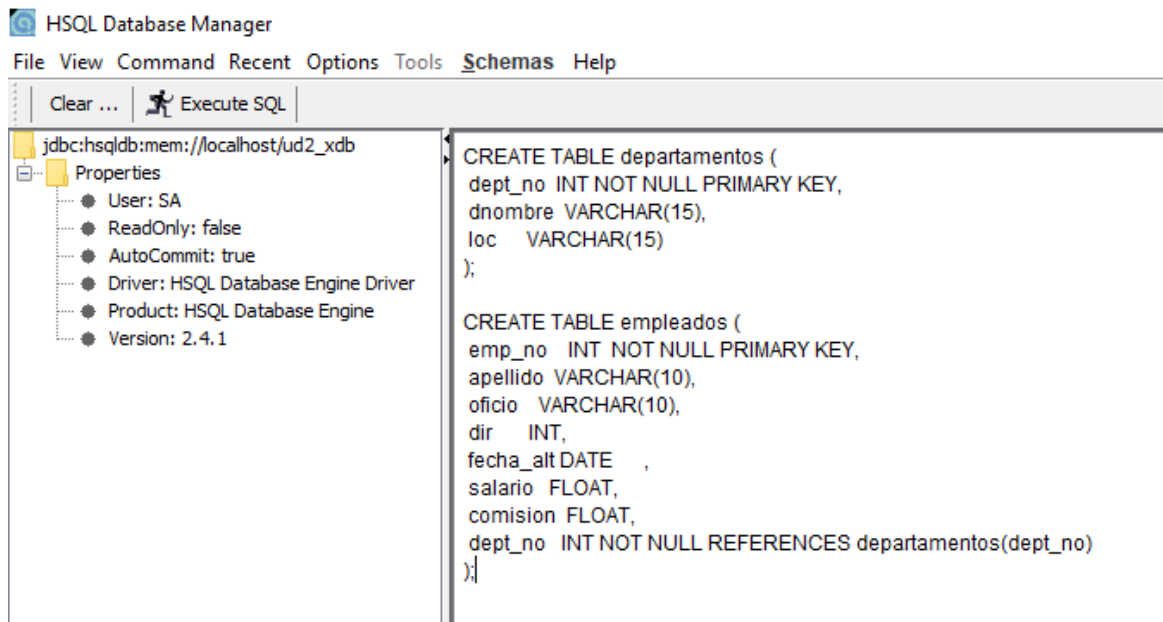 HSQL Database Manager
File View Command Recent Options Tools Schemas Help
Clear ... Execute SQL
jdbc:hsqldb:mem://localhost/ud2_xdb
Properties
User: SA
ReadOnly: false
AutoCommit: true
Driver: HSQL Database Engine Driver
Product: HSQL Database Engine
Version: 2.4.1
CREATE TABLE departamentos (
dept_no INT NOT NULL PRIMARY KEY,
dnombre VARCHAR(15),
loc VARCHAR(15)
);
CREATE TABLE empleados (
emp_no INT NOT NULL PRIMARY KEY,
apellido VARCHAR(10),
oficio VARCHAR(10),
dir INT,
fecha_alt DATE ,
salario FLOAT,
comision FLOAT,
dept_no INT NOT NULL REFERENCES departamentos(dept_no)
);